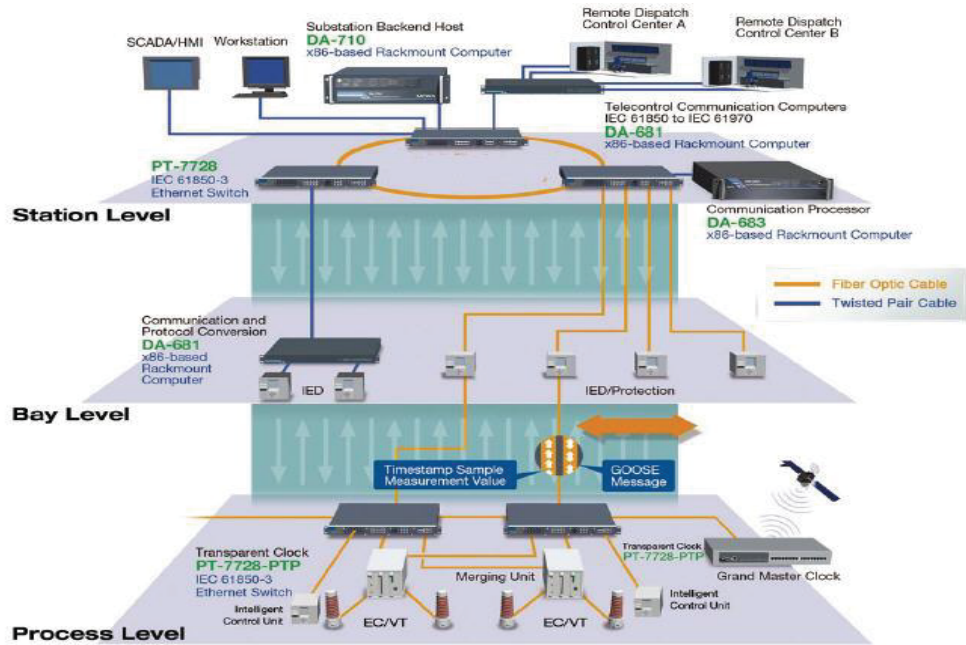 SCADA/HMI
Workstation
Substation Backend Host
DA-710
x86-based Rackmount Computer
Remote Dispatch
Control Center A
Remote Dispatch
Control Center B
Telecontrol Communication Computers
IEC 61850 to IEC 61970
DA-681
x86-based Rackmount Computer
PT-7728
IEC 61850-3
Ethernet Switch
Station Level
Communication Processor
DA-683
x86-based Rackmount Computer
Fiber Optic Cable
Twisted Pair Cable
Communication and
Protocol Conversion
DA-681
x86-based
Rackmount
Computer
IED
IED/Protection
Bay Level
Timestamp Sample
Measurement Value
GOOSE
Message
Transparent Clock
PT-7728-PTP
IEC 61850-3
Ethernet Switch
Merging Unit
Transparent Clock
PT-7728-PTP
Grand Master Clock
Intelligent
Control Unit
EC/VT
EC/VT
Intelligent
Control Unit
Process Level